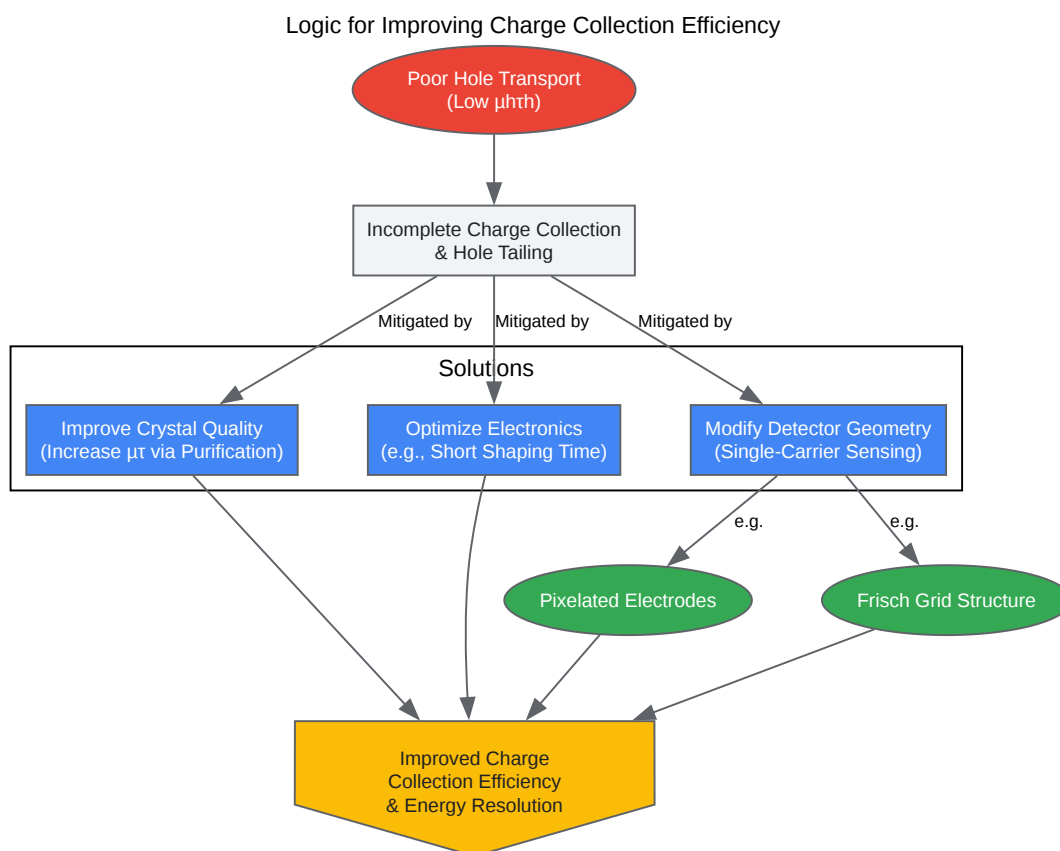 Logic for Improving Charge Collection Efficiency
Poor Hole Transport
(Low μhτh)
Incomplete Charge Collection
& Hole Tailing
Mitigated by
Mitigated by
Mitigated by
Solutions
Improve Crystal Quality
(Increase μτ via Purification)
Optimize Electronics
(e.g., Short Shaping Time)
Modify Detector Geometry
(Single-Carrier Sensing)
e.g.
e.g.
Pixelated Electrodes
Frisch Grid Structure
Improved Charge
Collection Efficiency
& Energy Resolution